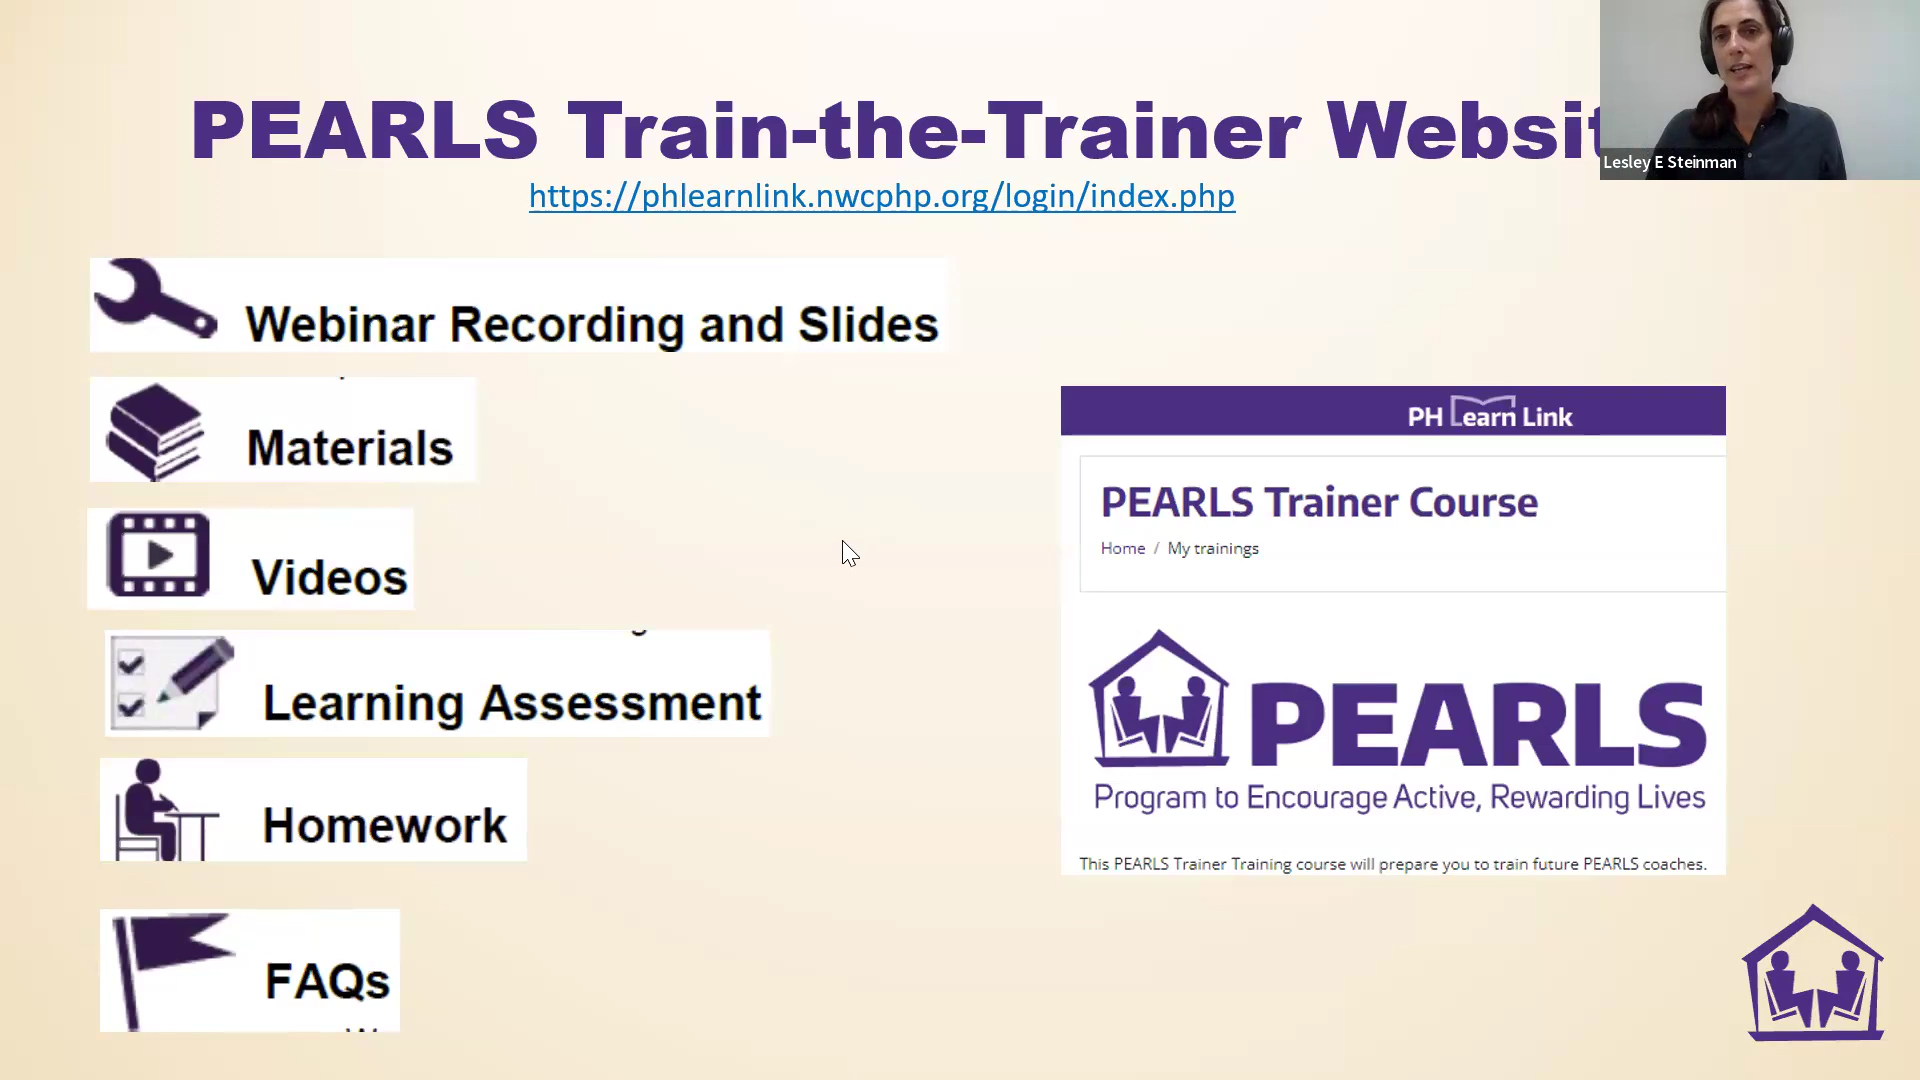 PEARLS Train-the-Trainer Websit
https://phlearnlink.nwcphp.org/login/index.php
Lesley E Steinman
Webinar Recording and Slides
Materials
Videos
Learning Assessment
Homework
FAQs
PH Learn Link
PEARLS Trainer Course
Home / My trainings
PEARLS
Program to Encourage Active, Rewarding Lives
This PEARLS Trainer Training course will prepare you to train future PEARLS coaches.